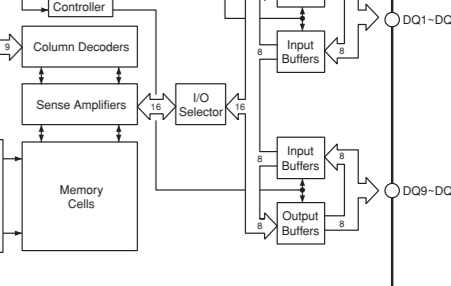 Controller
9
Column Decoders
Sense Amplifiers
16
I/O
Selector
16
Memory
Cells
8
Input
Buffers
8
DQ1~DQ
8
Input
Buffers
8
DQ9~DQ
8
Output
Buffers
8